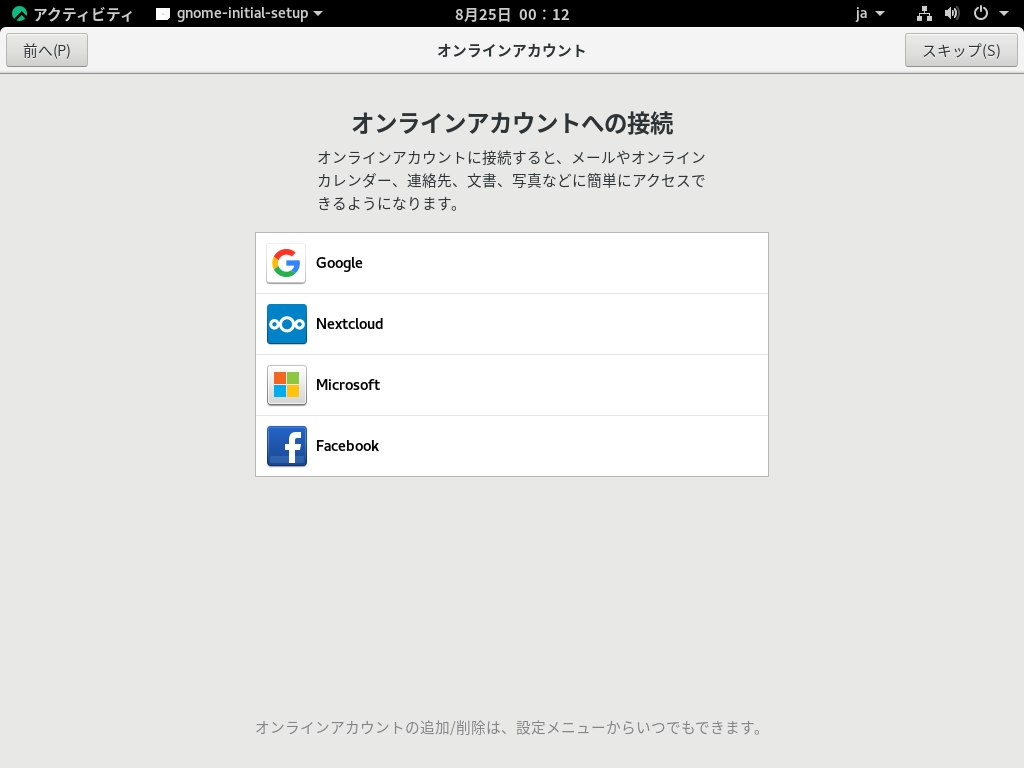 アクティビティ gnome-initial-setup 8月25日 00：12 ja
前へ(P) オンラインアカウント スキップ(S)
オンラインアカウントへの接続
オンラインアカウントに接続すると、メールやオンライン
カレンダー、連絡先、文書、写真などに簡単にアクセスで
きるようになります。
Google
Nextcloud
Microsoft
Facebook
オンラインアカウントの追加/削除は、設定メニューからいつでもできます。